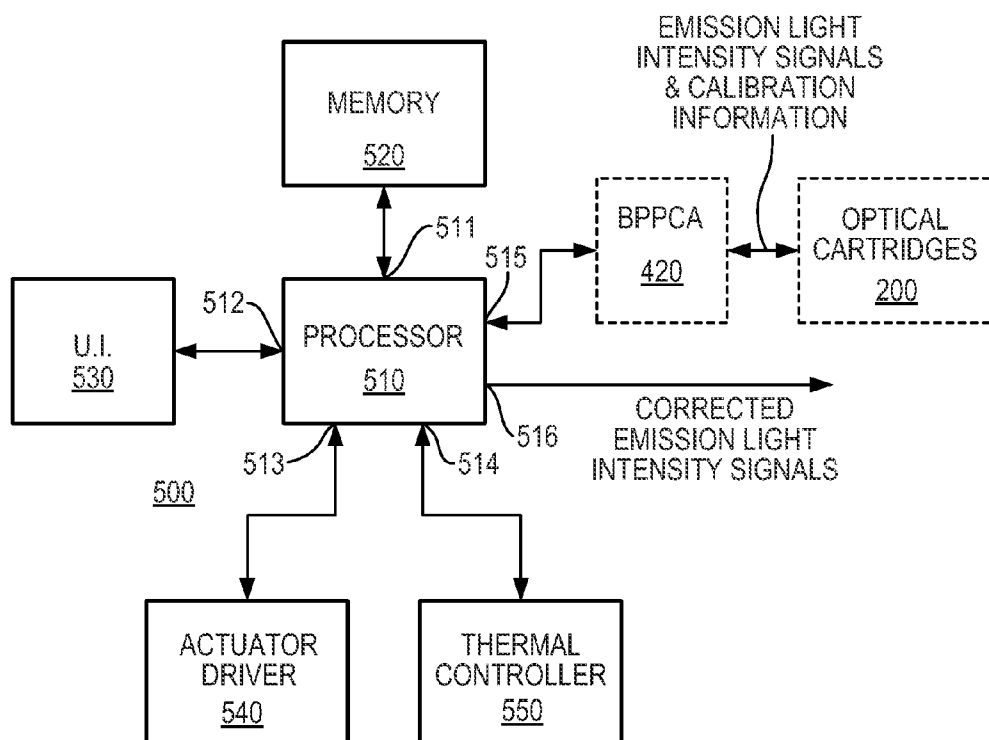 EMISSION LIGHT
INTENSITY SIGNALS
& CALIBRATION
INFORMATION
MEMORY
520
BPPCA
420
OPTICAL
CARTRIDGES
200
511
515
512
U.I.
530
PROCESSOR
510
516
CORRECTED
EMISSION LIGHT
INTENSITY SIGNALS
513
514
500
ACTUATOR
DRIVER
540
THERMAL
CONTROLLER
550